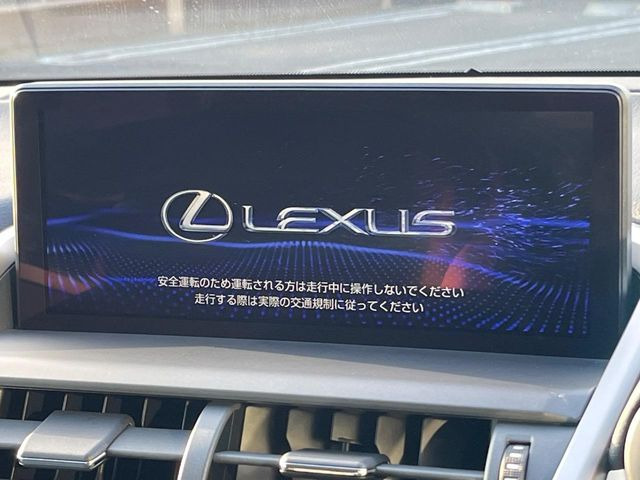 LEXUS
安全運転のため運転される方は走行中に操作しないでください
走行する際は実際の交通規制に従ってください